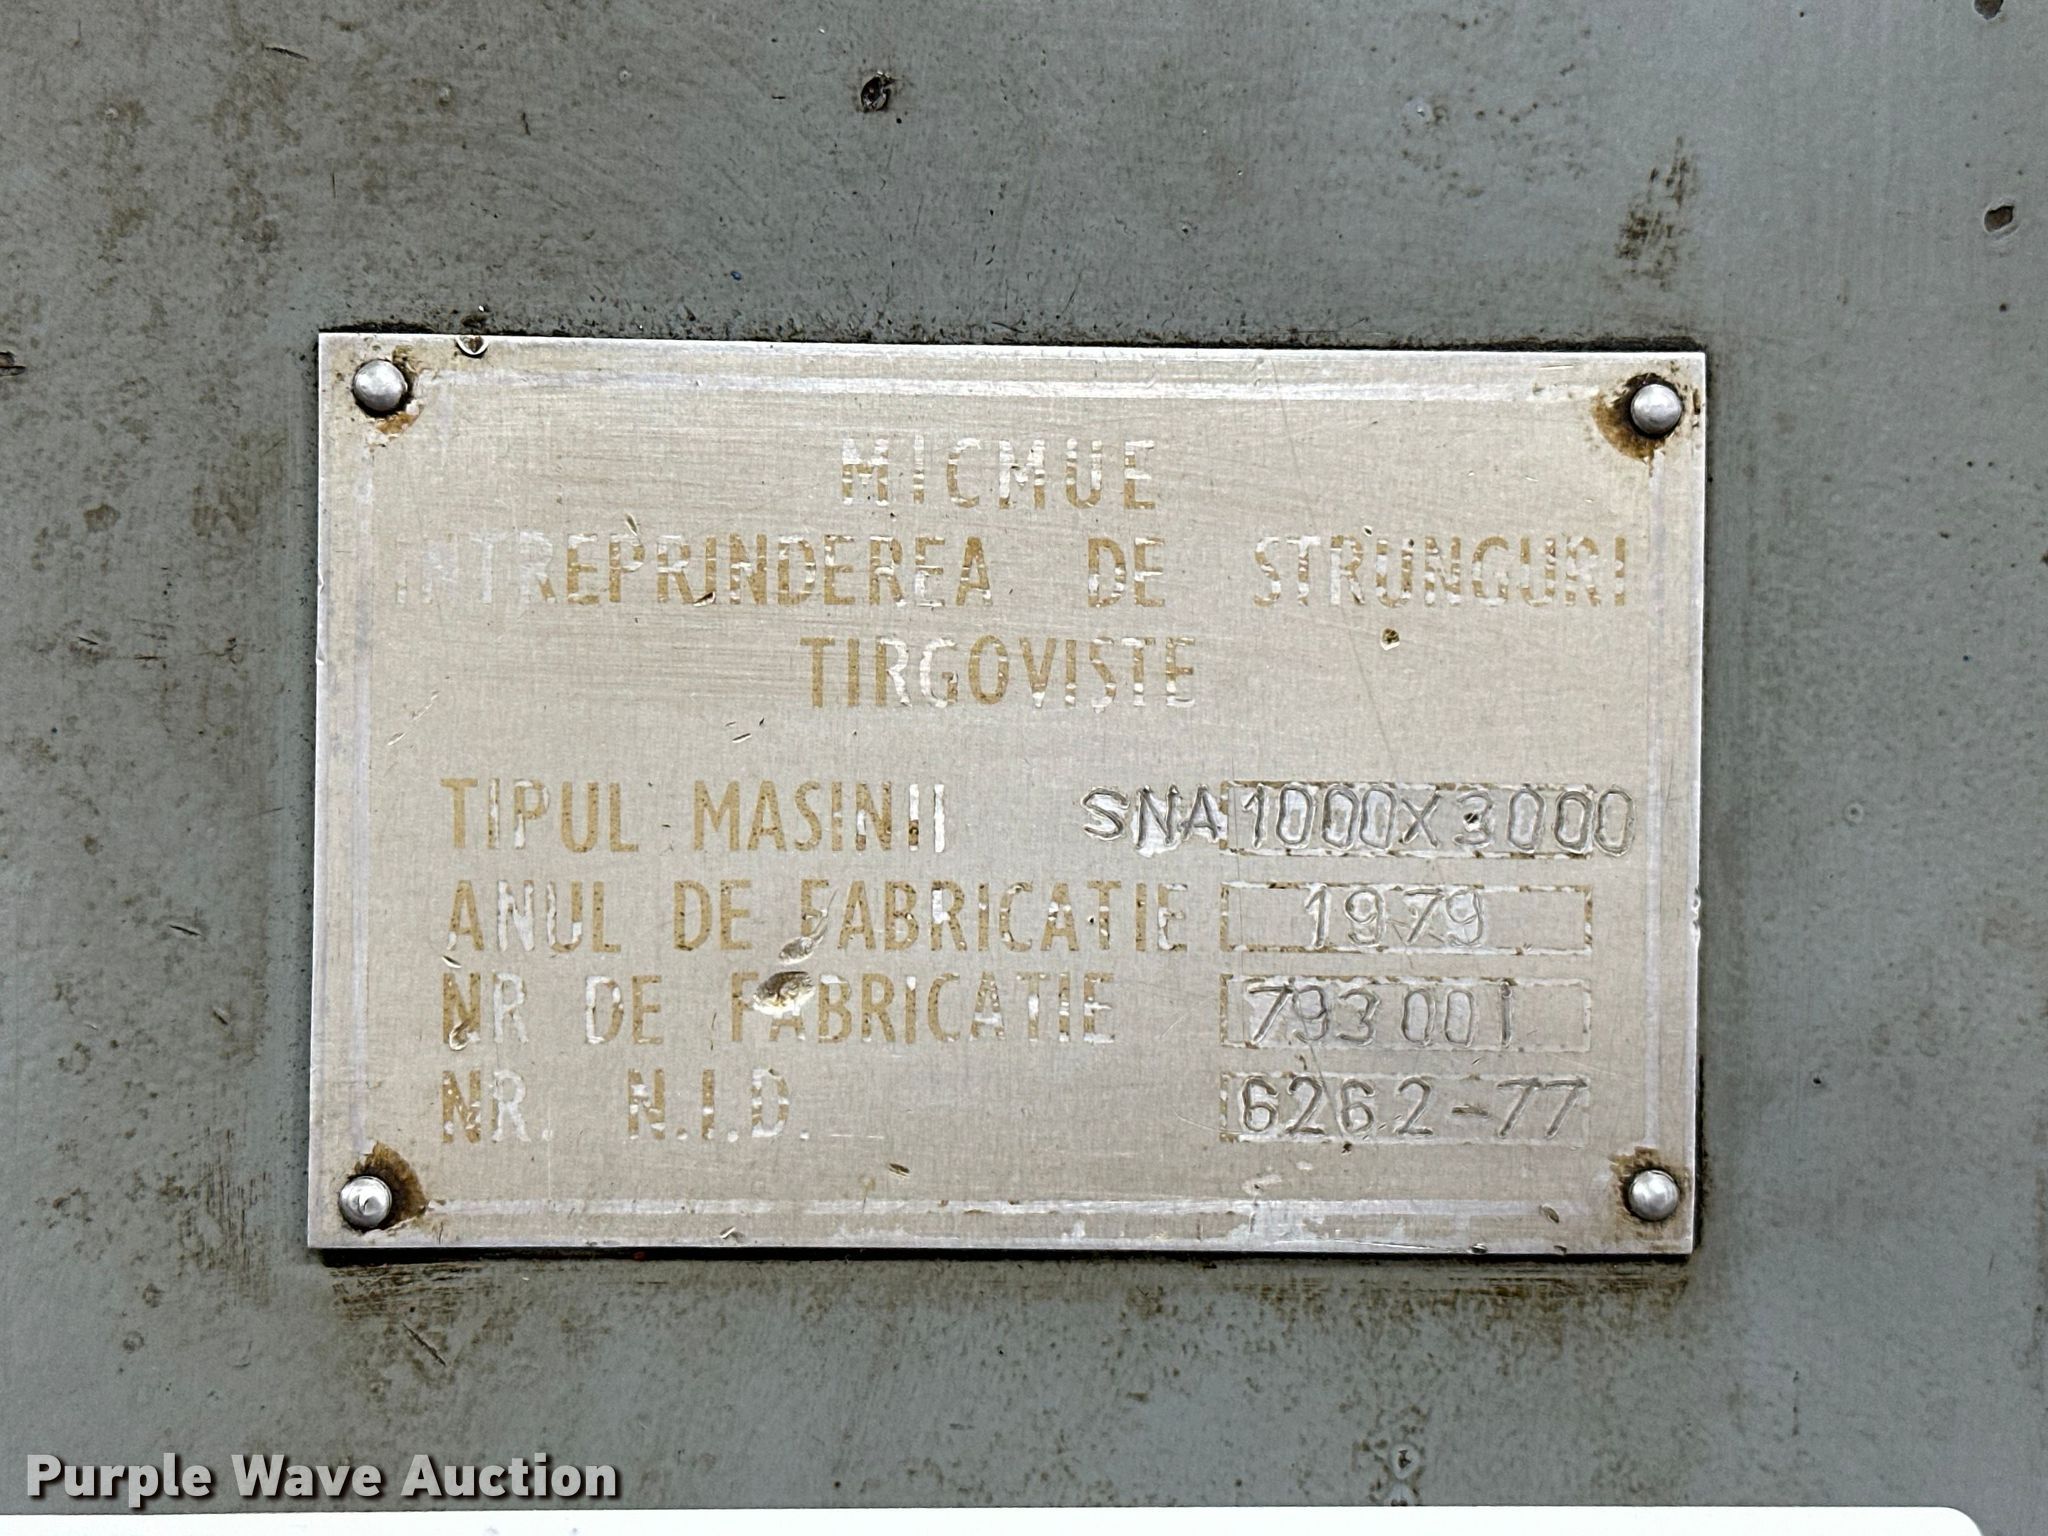 MICMUE
INTREPRINDEREA DE STRUNGURI
TIRGOVISTE
TIPUL MASINII SNA 1000X3000
ANUL DE FABRICATIE 1979
NR DE FABRICATIE 793001
NR. N.I.D. 6262-77
Purple Wave Auction